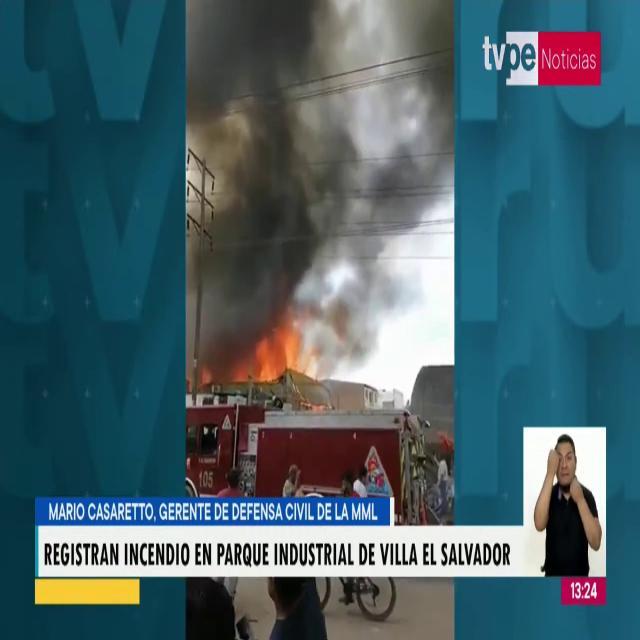 tvpe Noticias
105
MARIO CASARETTO, GERENTE DE DEFENSA CIVIL DE LA MML
REGISTRAN INCENDIO EN PARQUE INDUSTRIAL DE VILLA EL SALVADOR
13:24